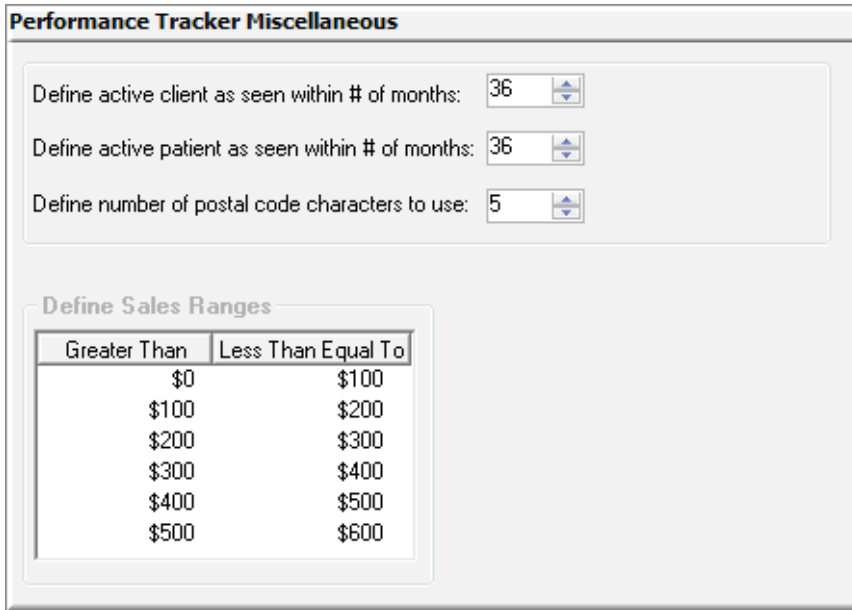 Performance Tracker Miscellaneous
Define active client as seen within # of months: 36
Define active patient as seen within # of months: 36
Define number of postal code characters to use: 5
Define Sales Ranges
Greater Than Less Than Equal To
$0 $100
$100 $200
$200 $300
$300 $400
$400 $500
$500 $600